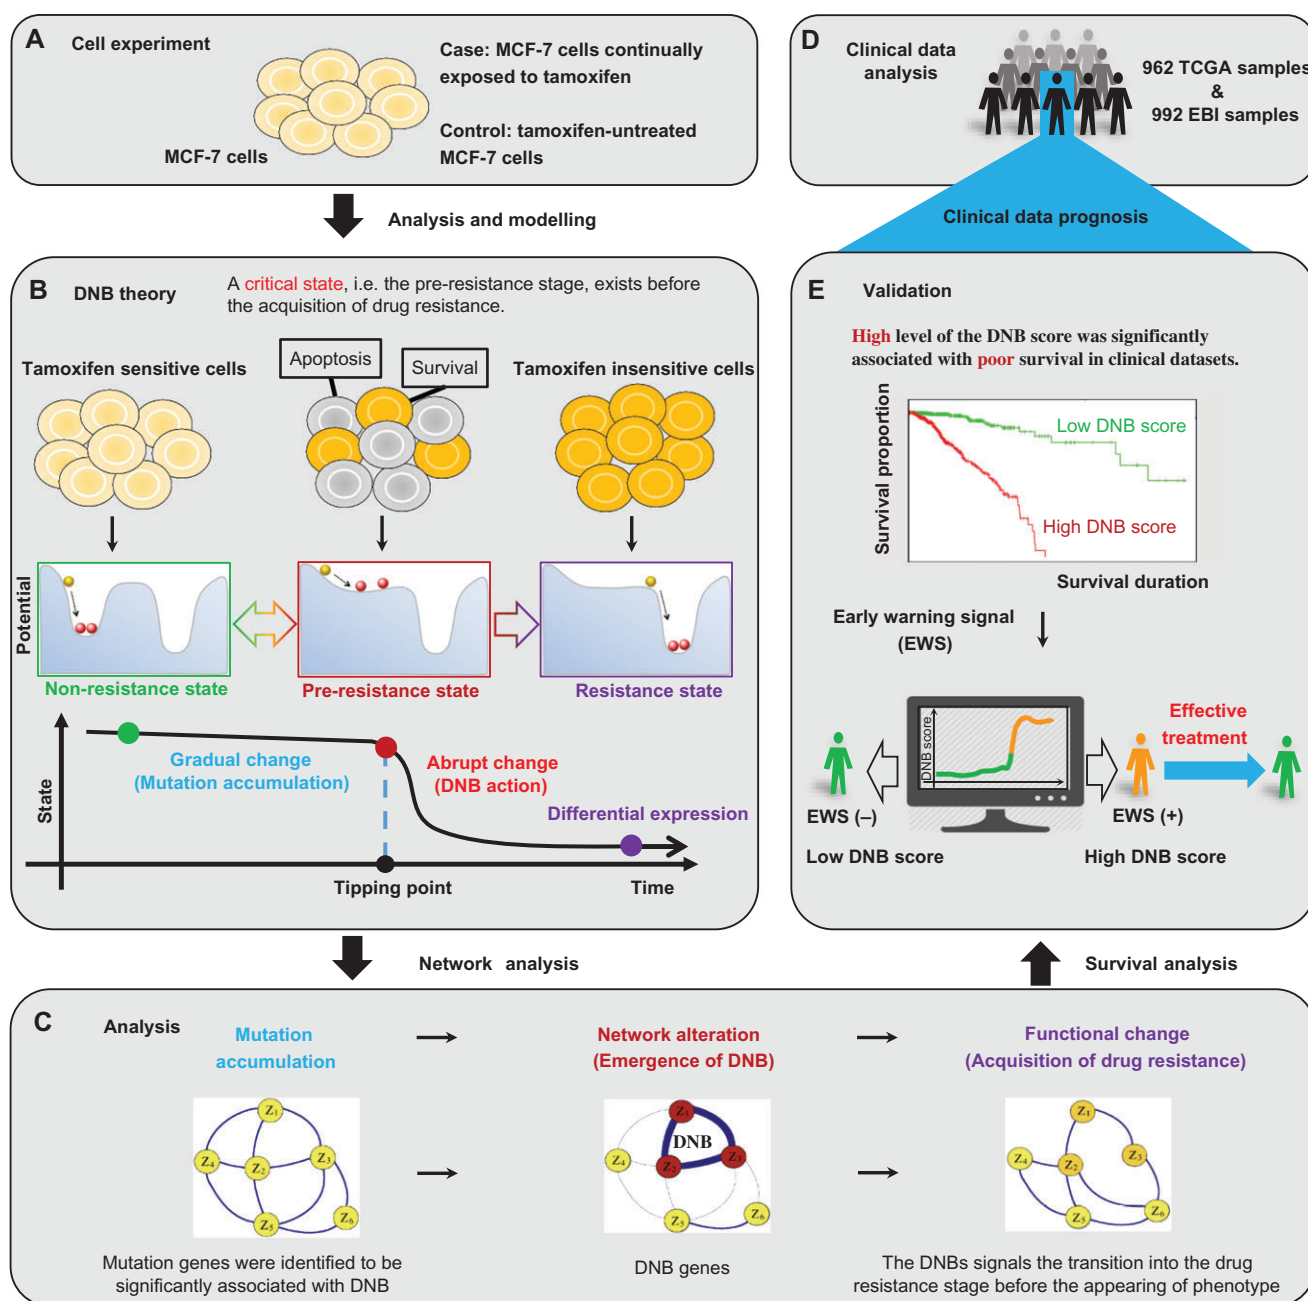 A
Cell experiment
Case: MCF-7 cells continually
exposed to tamoxifen
Control: tamoxifen-untreated
MCF-7 cells
MCF-7 cells
Analysis and modelling
B
DNB theory
A critical state, i.e. the pre-resistance stage, exists before
the acquisition of drug resistance.
Apoptosis
Survival
Tamoxifen sensitive cells
Tamoxifen insensitive cells
Potential
Non-resistance state
Pre-resistance state
Resistance state
State
Gradual change
(Mutation accumulation)
Abrupt change
(DNB action)
Differential expression
Tipping point
Time
Network analysis
C
Analysis
Mutation
accumulation
Network alteration
(Emergence of DNB)
Functional change
(Acquisition of drug resistance)
Z1
Z4
Z2
Z3
Z5
Z6
Z1
DNB
Z4
Z2
Z3
Z5
Z6
Z1
Z4
Z2
Z3
Z5
Z6
Mutation genes were identified to be
significantly associated with DNB
DNB genes
The DNBs signals the transition into the drug
resistance stage before the appearing of phenotype
D
Clinical data
analysis
962 TCGA samples
&
992 EBI samples
Clinical data prognosis
E
Validation
High level of the DNB score was significantly
associated with poor survival in clinical datasets.
Survival proportion
Low DNB score
High DNB score
Survival duration
Early warning signal
(EWS)
DNB score
Effective
treatment
EWS (–)
EWS (+)
Low DNB score
High DNB score
Survival analysis